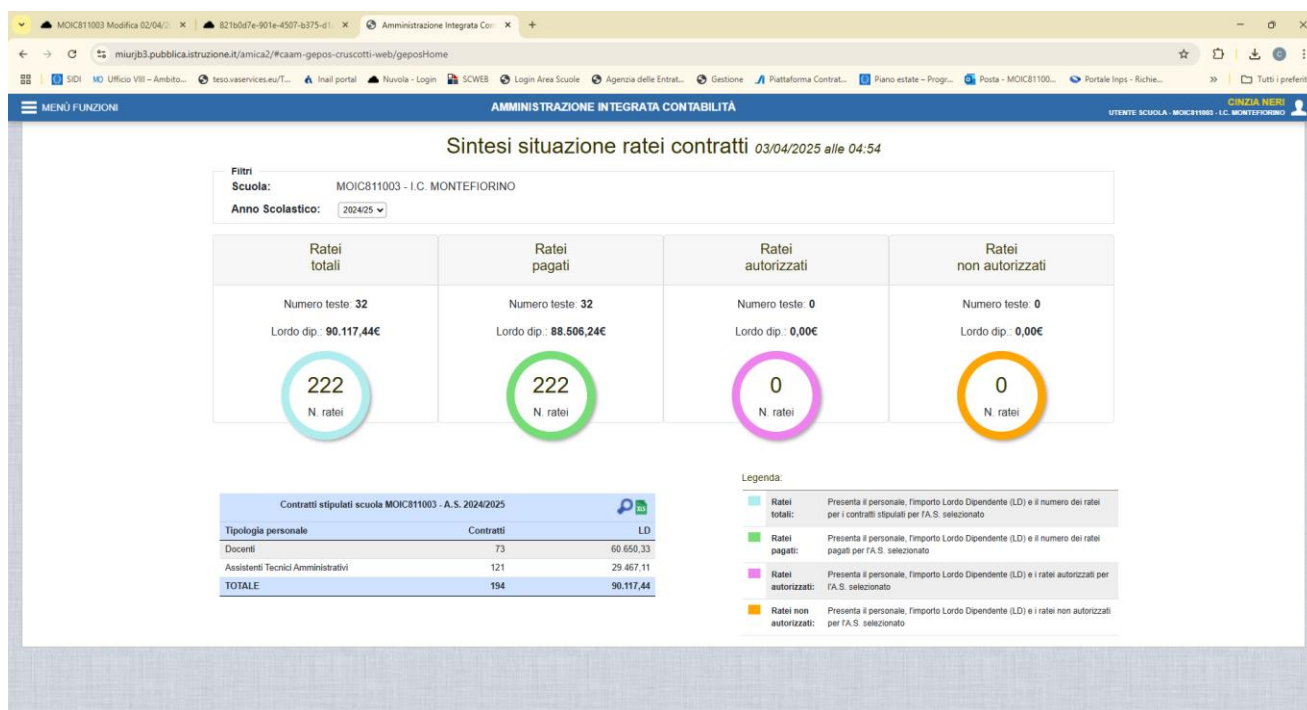 MOIC811003 Modifica 02/04/2
821b0d7e-901e-4507-b375-d1
Amministrazione Integrata Con
miurjb3.pubblica.istruzione.it/amica2/#caam-gepos-cruscotti-web/geposHome
SIDI
MO Ufficio VIII – Ambito...
teso.vaservices.eu/T...
Inail portal
Nuvola - Login
SCWEB
Login Area Scuole
Agenzia delle Entrat...
Gestione
Piattaforma Contrat...
Piano estate – Progr...
Posta - MOIC81100...
Portale Inps - Richie...
Tutti i preferit
MENÙ FUNZIONI
AMMINISTRAZIONE INTEGRATA CONTABILITÀ
CINZIA NERI
UTENTE SCUOLA - MOIC811003 - I.C. MONTEFIORINO
Sintesi situazione ratei contratti 03/04/2025 alle 04:54
Filtri
Scuola: MOIC811003 - I.C. MONTEFIORINO
Anno Scolastico: 2024/25
Ratei
totali
Numero teste: 32
Lordo dip.: 90.117,44€
222
N. ratei
Ratei
pagati
Numero teste: 32
Lordo dip.: 88.506,24€
222
N. ratei
Ratei
autorizzati
Numero teste: 0
Lordo dip.: 0,00€
0
N. ratei
Ratei
non autorizzati
Numero teste: 0
Lordo dip.: 0,00€
0
N. ratei
Contratti stipulati scuola MOIC811003 - A.S. 2024/2025
XLS
Tipologia personale Contratti LD
Docenti 73 60.650,33
Assistenti Tecnici Amministrativi 121 29.467,11
TOTALE 194 90.117,44
Legenda:
Ratei totali: Presenta il personale, l'importo Lordo Dipendente (LD) e il numero dei ratei
per i contratti stipulati per l'A.S. selezionato
Ratei pagati: Presenta il personale, l'importo Lordo Dipendente (LD) e il numero dei ratei
pagati per l'A.S. selezionato
Ratei autorizzati: Presenta il personale, l'importo Lordo Dipendente (LD) e i ratei autorizzati per
l'A.S. selezionato
Ratei non autorizzati: Presenta il personale, l'importo Lordo Dipendente (LD) e i ratei non autorizzati
per l'A.S. selezionato